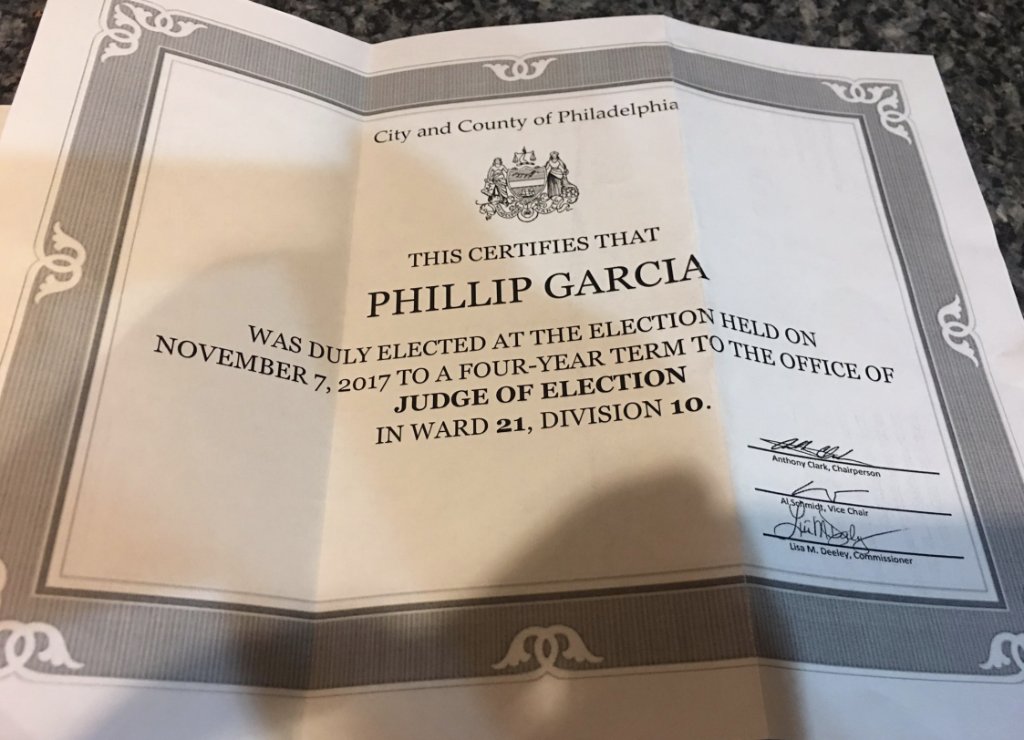 City and County of Philadelphia
THIS CERTIFIES THAT
PHILLIP GARCIA
WAS DULY ELECTED AT THE ELECTION HELD ON
NOVEMBER 7, 2017 TO A FOUR-YEAR TERM TO THE OFFICE OF
JUDGE OF ELECTION
IN WARD 21, DIVISION 10.
Anthony Clark, Chairperson
Al Schmidt, Vice Chair
Lisa M. Deeley
Lisa M. Deeley, Commissioner